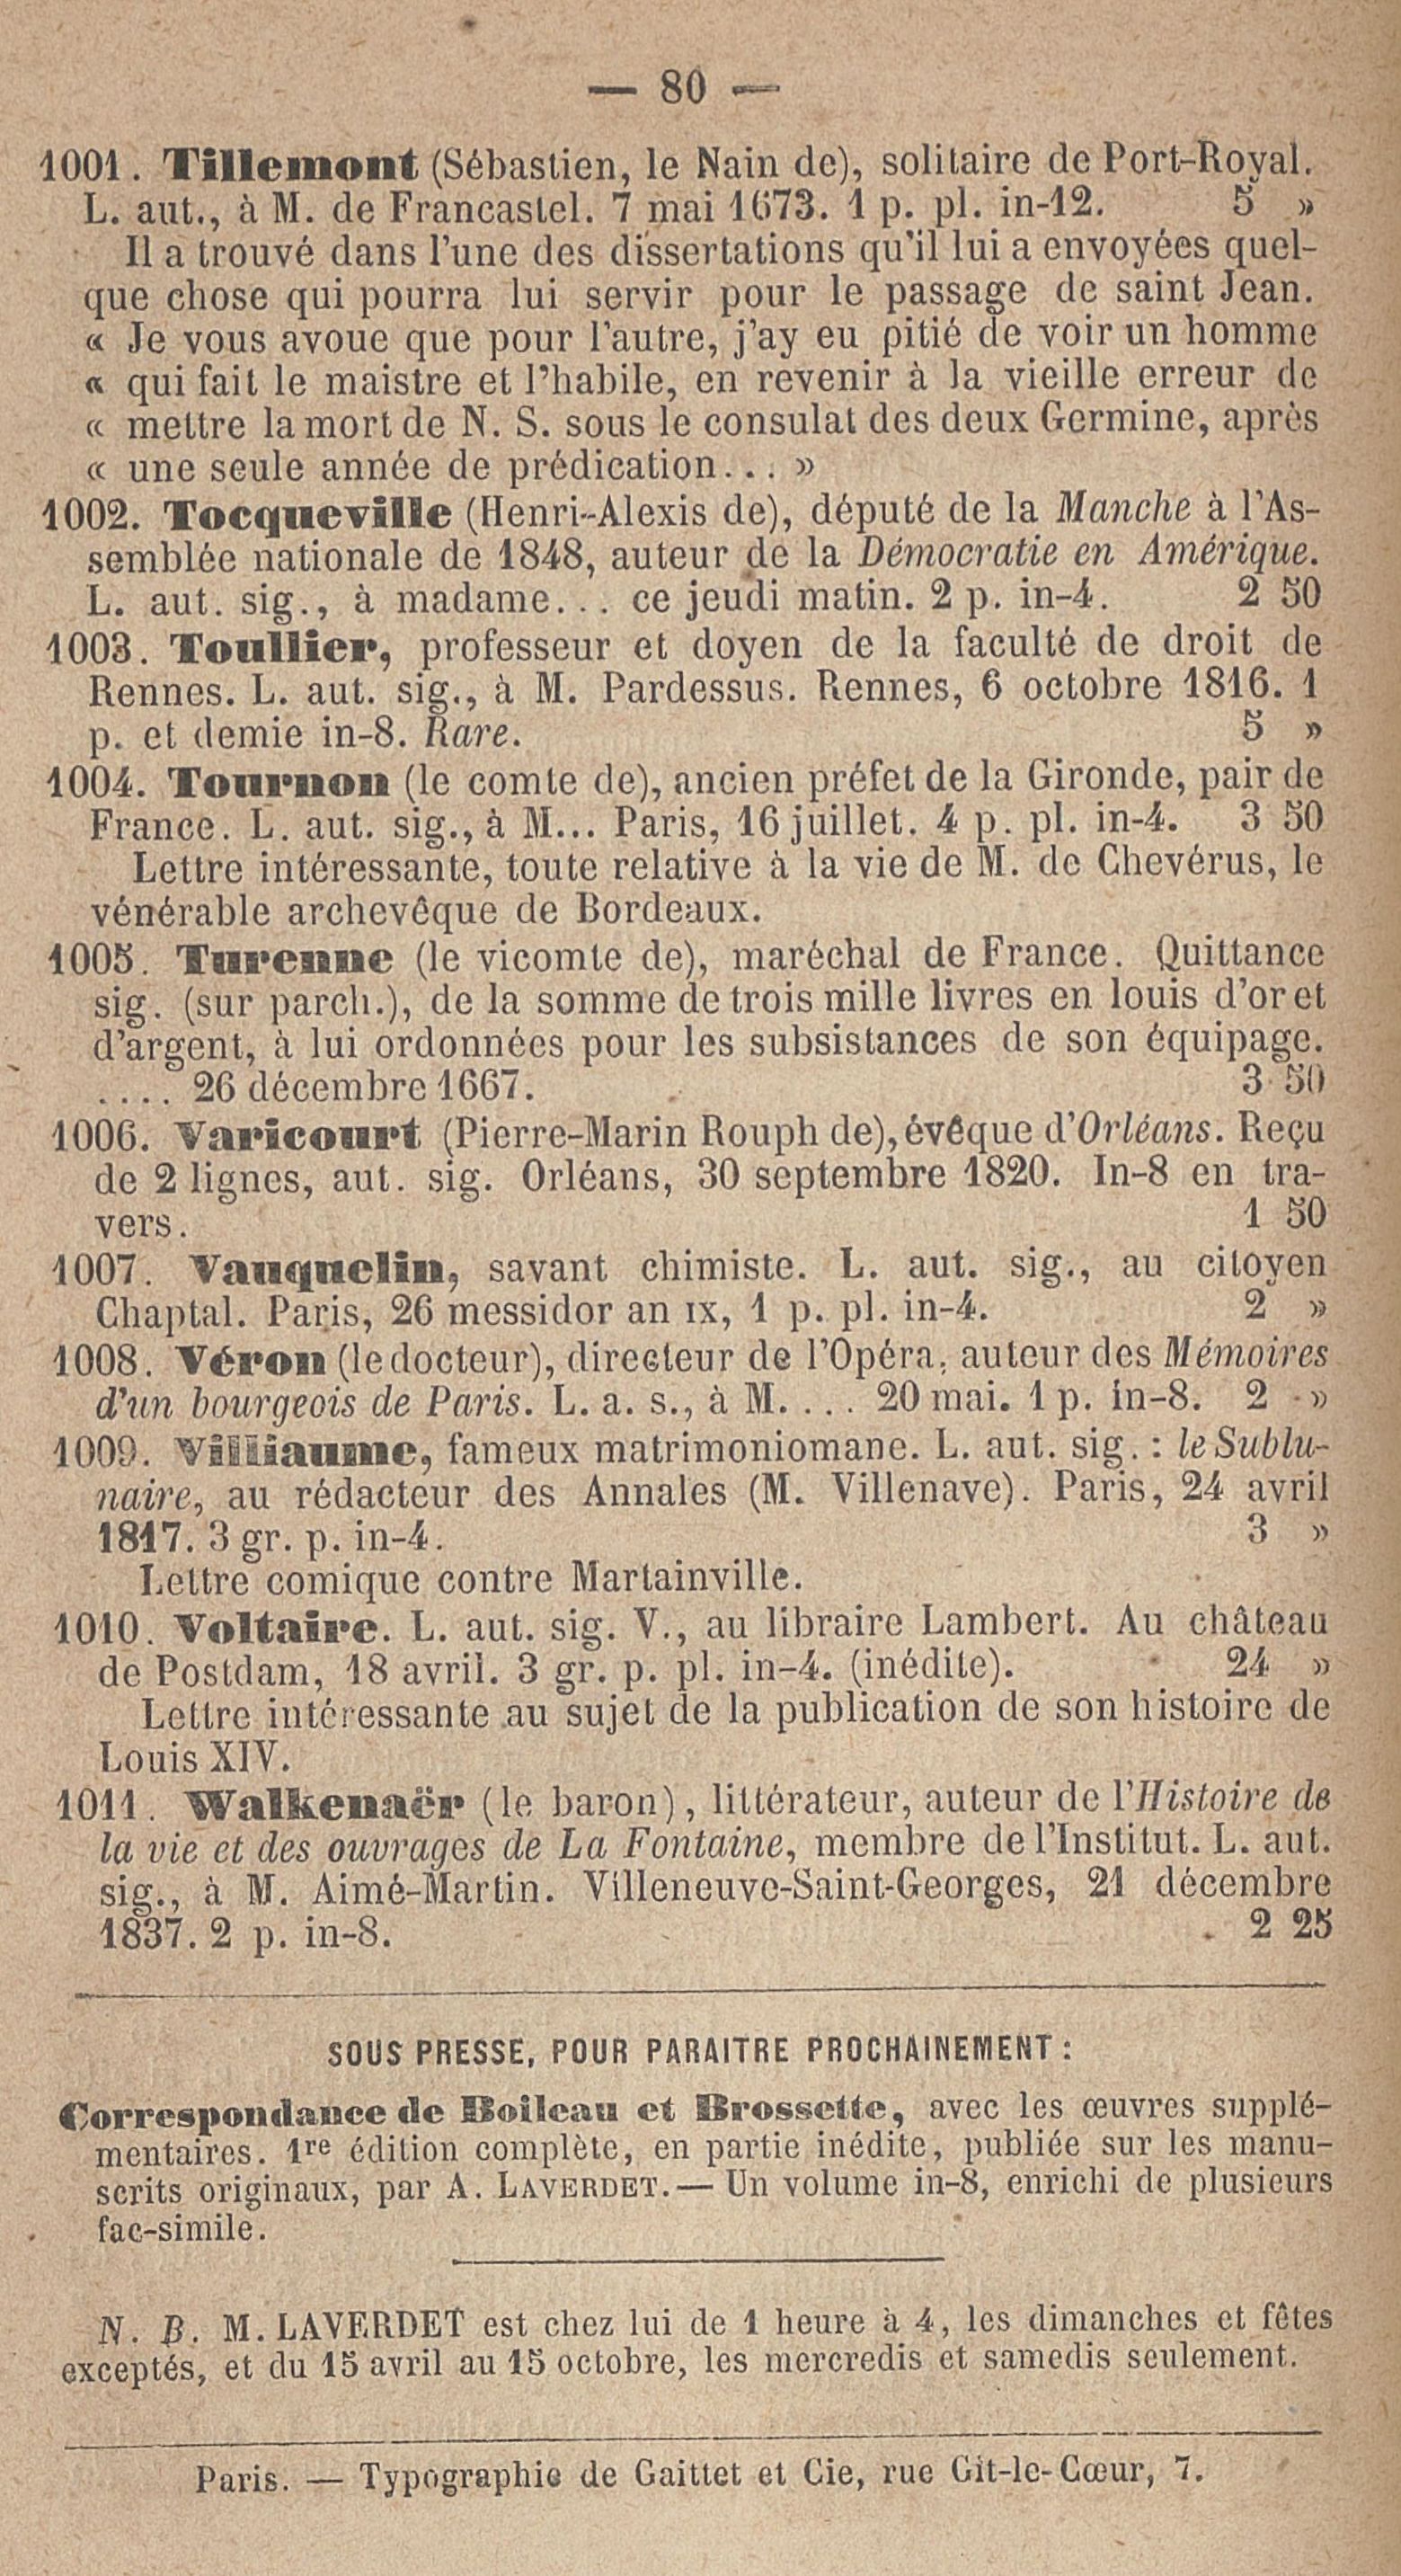 — 80 —
1001. Tillemont (Sébastien, le Nain de), solitaire de Port-Royal.
L. aut., à M. de Francastel. 7 mai 1673. 1 p. pl. in-12. 5 »
Il a trouvé dans l'une des dissertations qu'il lui a envoyées quel-
que chose qui pourra lui servir pour le passage de saint Jean.
« Je vous avoue que pour l'autre, j'ay eu pitié de voir un homme
« qui fait le maistre et l'habile, en revenir à la vieille erreur de
« mettre la mort de N. S. sous le consulat des deux Germine, après
« une seule année de prédication... »
1002. Tocqueville (Henri-Alexis de), député de la Manche à l'As-
semblée nationale de 1848, auteur de la Démocratie en Amérique.
L. aut. sig., à madame... ce jeudi matin. 2 p. in-4. 2 50
1003. Toullier, professeur et doyen de la faculté de droit de
Rennes. L. aut. sig., à M. Pardessus. Rennes, 6 octobre 1816. 1
p. et demie in-8. Rare. 5 »
1004. Tournon (le comte de), ancien préfet de la Gironde, pair de
France. L. aut. sig., à M... Paris, 16 juillet. 4 p. pl. in-4. 3 50
Lettre intéressante, toute relative à la vie de M. de Chevérus, le
vénérable archevêque de Bordeaux.
1005. Turenne (le vicomte de), maréchal de France. Quittance
sig. (sur parch.), de la somme de trois mille livres en louis d'or et
d'argent, à lui ordonnées pour les subsistances de son équipage.
.... 26 décembre 1667. 3 50
1006. Varicourt (Pierre-Marin Rouph de), évêque d'Orléans. Reçu
de 2 lignes, aut. sig. Orléans, 30 septembre 1820. In-8 en tra-
vers. 1 50
1007. Vauquelin, savant chimiste. L. aut. sig., au citoyen
Chaptal. Paris, 26 messidor an IX, 1 p. pl. in-4. 2 »
1008. Véron (le docteur), directeur de l'Opéra, auteur des Mémoires
d'un bourgeois de Paris. L. a. s., à M.... 20 mai. 1 p. in-8. 2 »
1009. Villiaume, fameux matrimoniomane. L. aut. sig. : le Sublu-
naire, au rédacteur des Annales (M. Villenave). Paris, 24 avril
1817. 3 gr. p. in-4. 3 »
Lettre comique contre Martainville.
1010. Voltaire. L. aut. sig. V., au libraire Lambert. Au château
de Postdam, 18 avril. 3 gr. p. pl. in-4. (inédite). 24 »
Lettre intéressante au sujet de la publication de son histoire de
Louis XIV.
1011. Walkenaër (le baron), littérateur, auteur de l'Histoire de
la vie et des ouvrages de La Fontaine, membre de l'Institut. L. aut.
sig., à M. Aimé-Martin. Villeneuve-Saint-Georges, 21 décembre
1837. 2 p. in-8. 2 25
SOUS PRESSE, POUR PARAITRE PROCHAINEMENT :
Correspondance de Boileau et Brossette, avec les œuvres supplé-
mentaires. 1re édition complète, en partie inédite, publiée sur les manu-
scrits originaux, par A. LAVERDET. — Un volume in-8, enrichi de plusieurs
fac-simile.
N. B. M. LAVERDET est chez lui de 1 heure à 4, les dimanches et fêtes
exceptés, et du 15 avril au 15 octobre, les mercredis et samedis seulement.
Paris. — Typographie de Gaittet et Cie, rue Gît-le-Cœur, 7.